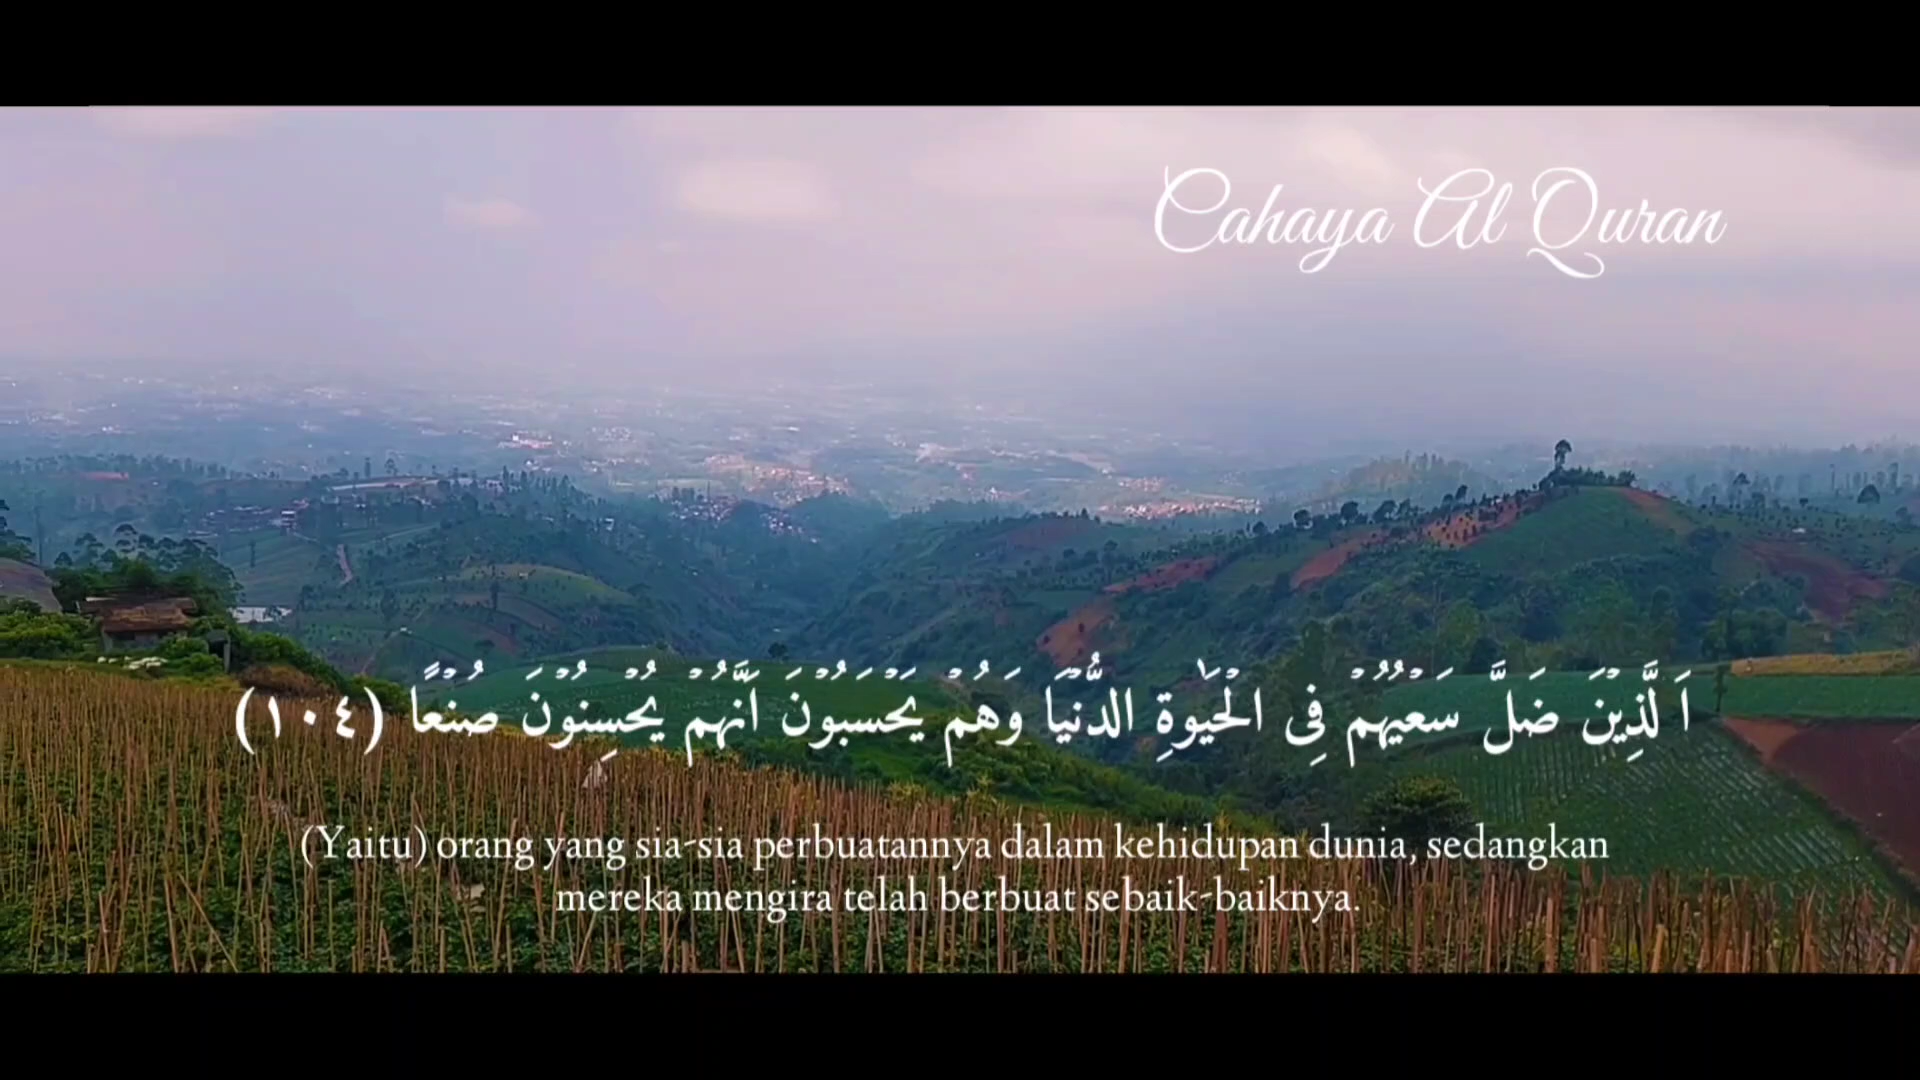 Cahaya Al Quran
اَ لَّذِيْنَ ضَلَّ سَعْيُهُمْ فِى الْحَيٰوةِ الدُّنْيَا وَهُمْ يَحْسَبُوْنَ اَنَّهُمْ يُحْسِنُوْنَ صُنْعًا (١٠٤)
(Yaitu) orang yang sia-sia perbuatannya dalam kehidupan dunia, sedangkan
mereka mengira telah berbuat sebaik-baiknya.